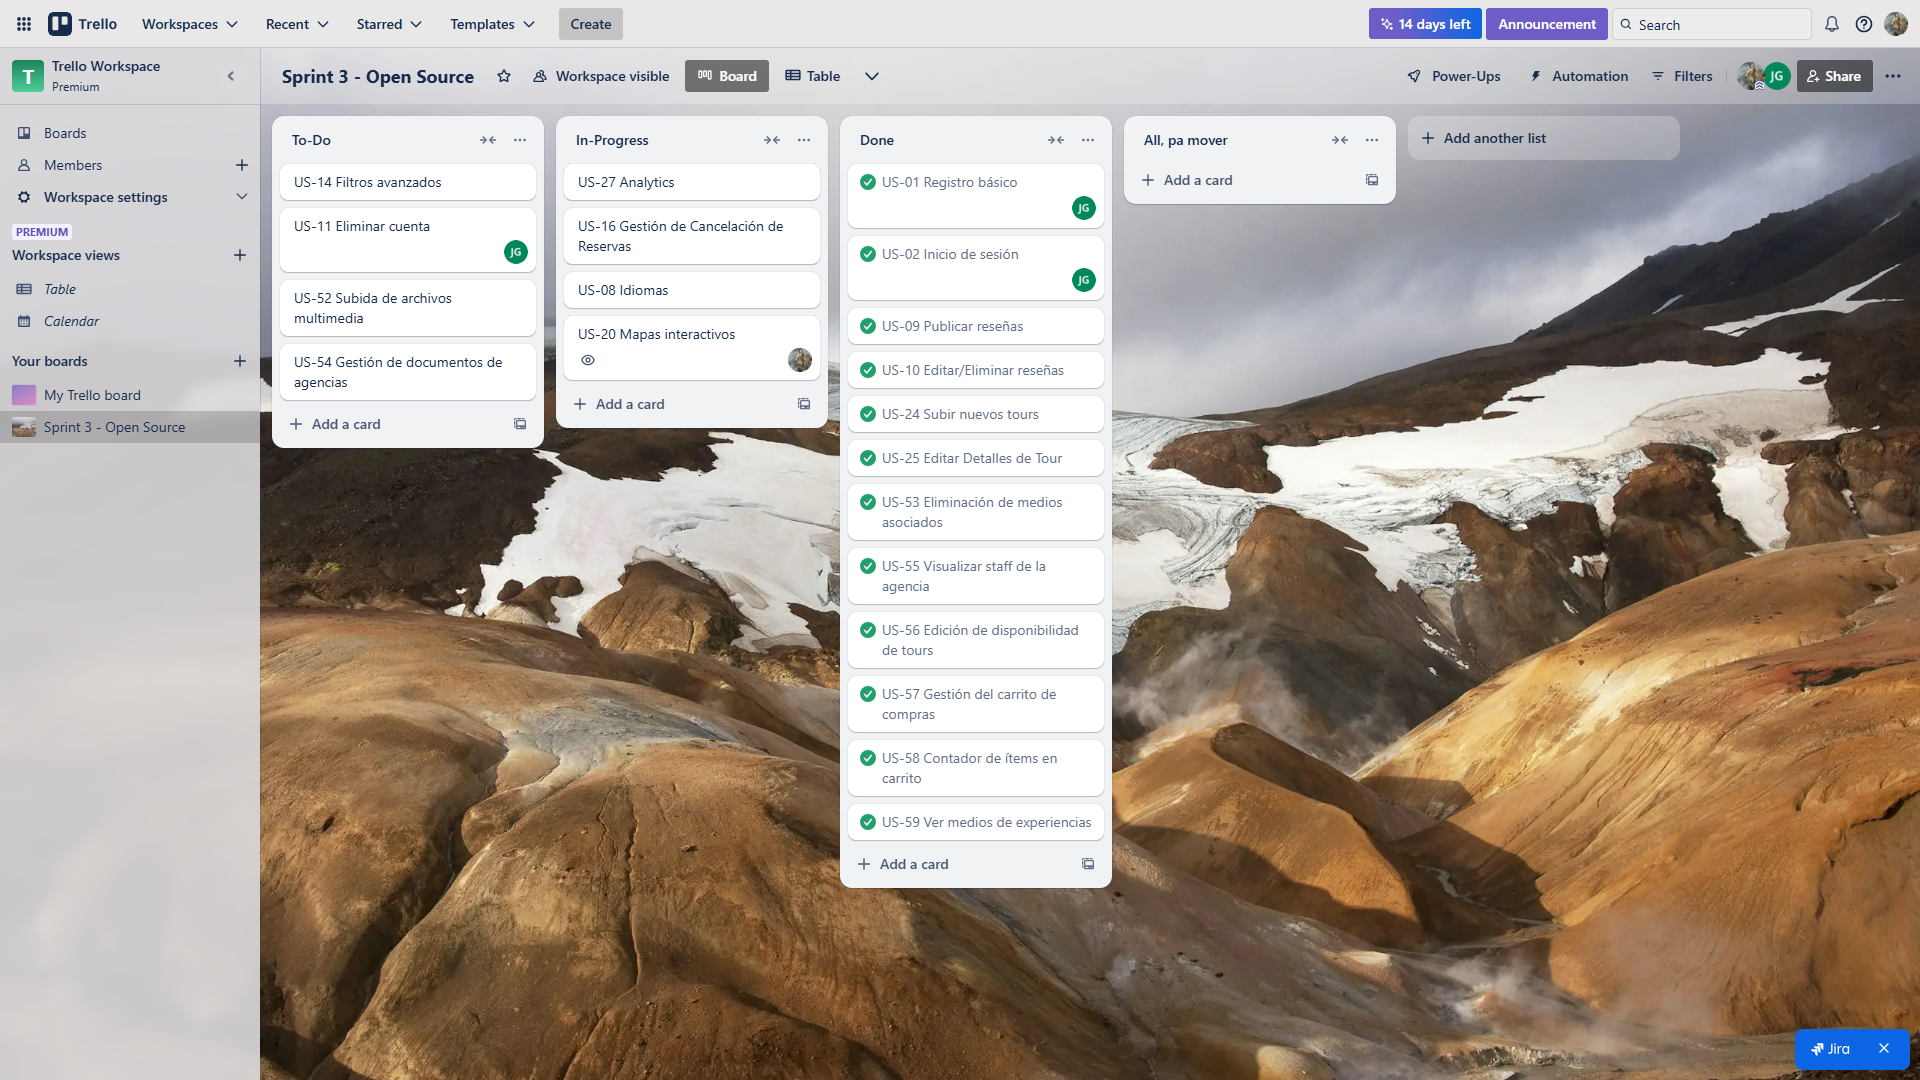 Trello
Workspaces
Recent
Starred
Templates
Create
14 days left
Announcement
Search
T
Trello Workspace
Premium
Sprint 3 - Open Source
Workspace visible
Board
Table
Power-Ups
Automation
Filters
JG
Share
Boards
Members
Workspace settings
PREMIUM
Workspace views
Table
Calendar
Your boards
My Trello board
Sprint 3 - Open Source
To-Do
US-14 Filtros avanzados
US-11 Eliminar cuenta
JG
US-52 Subida de archivos
multimedia
US-54 Gestión de documentos de
agencias
Add a card
In-Progress
US-27 Analytics
US-16 Gestión de Cancelación de
Reservas
US-08 Idiomas
US-20 Mapas interactivos
Add a card
Done
US-01 Registro básico
JG
US-02 Inicio de sesión
JG
US-09 Publicar reseñas
US-10 Editar/Eliminar reseñas
US-24 Subir nuevos tours
US-25 Editar Detalles de Tour
US-53 Eliminación de medios
asociados
US-55 Visualizar staff de la
agencia
US-56 Edición de disponibilidad
de tours
US-57 Gestión del carrito de
compras
US-58 Contador de ítems en
carrito
US-59 Ver medios de experiencias
Add a card
All, pa mover
Add a card
Add another list
Jira